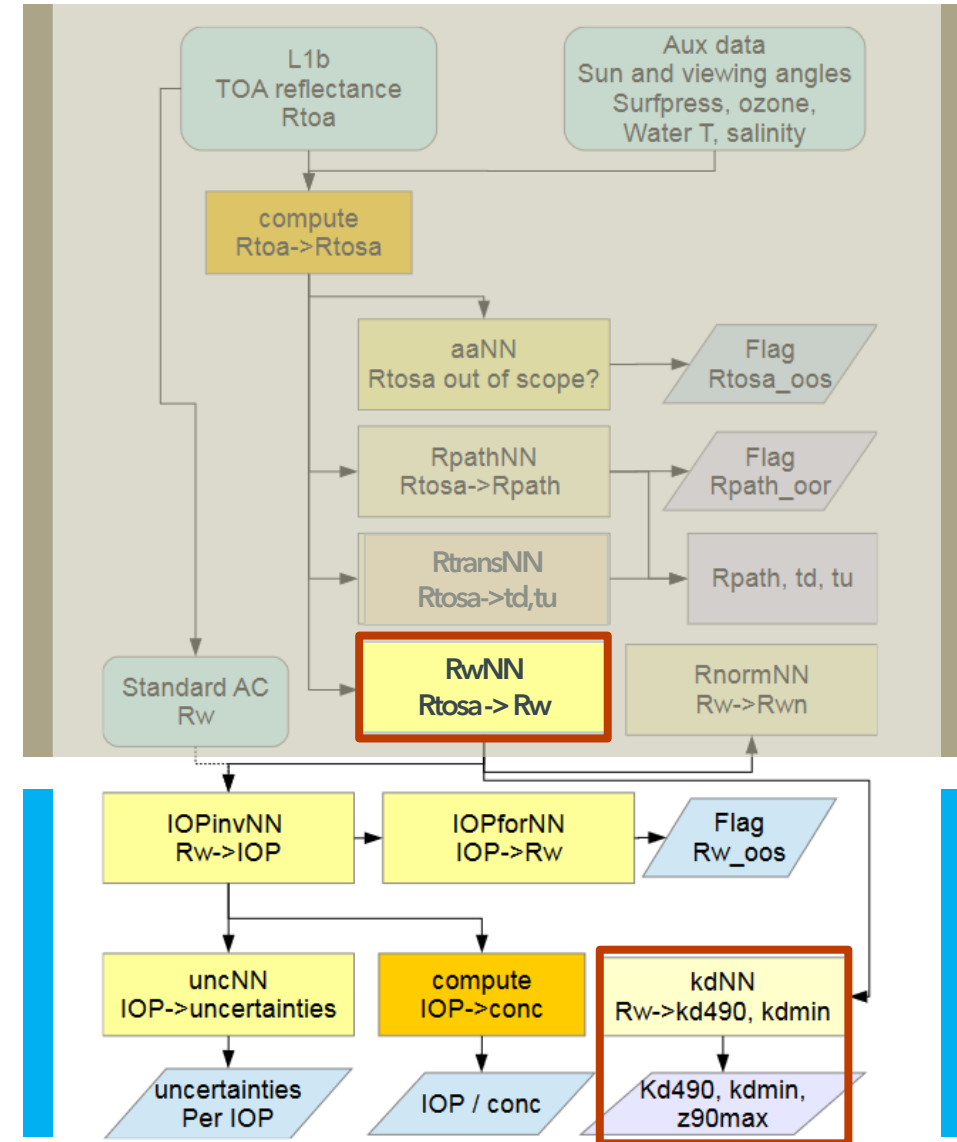 L1b
TOA reflectance
Rtoa
Aux data
Sun and viewing angles
Surfpress, ozone,
Water T, salinity
compute
Rtoa->Rtosa
aaNN
Rtosa out of scope?
Flag
Rtosa_oos
RpathNN
Rtosa->Rpath
Flag
Rpath_oor
RtransNN
Rtosa->td,tu
Rpath, td, tu
Standard AC
Rw
RwNN
Rtosa -> Rw
RnormNN
Rw->Rwn
IOPinvNN
Rw->IOP
IOPforNN
IOP->Rw
Flag
Rw_oos
uncNN
IOP->uncertainties
compute
IOP->conc
kdNN
Rw->kd490, kdmin
uncertainties
Per IOP
IOP / conc
Kd490, kdmin,
z90max